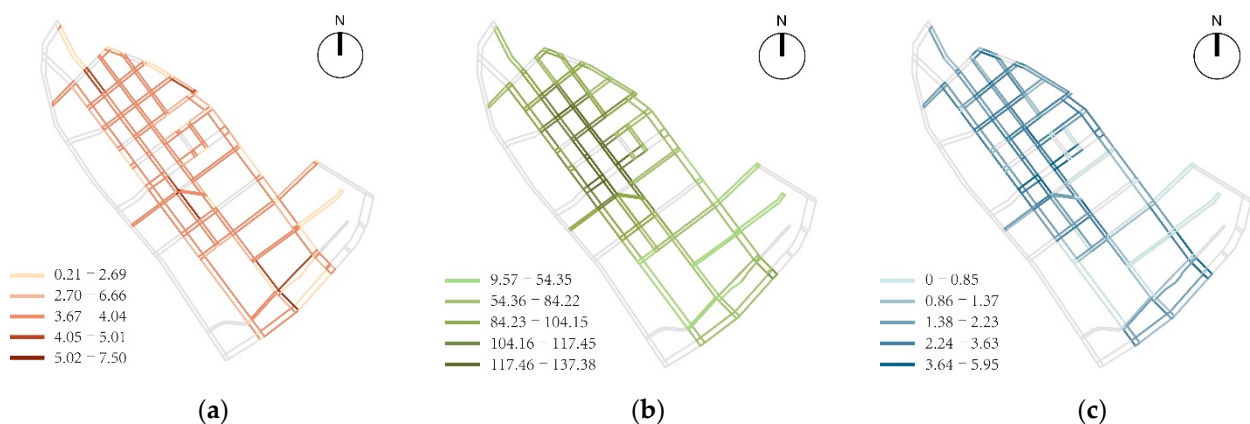 N
0.21 – 2.69
2.70 – 6.66
3.67 – 4.04
4.05 – 5.01
5.02 – 7.50
(a)
N
9.57 – 54.35
54.36 – 84.22
84.23 – 104.15
104.16 – 117.45
117.46 – 137.38
(b)
N
0 – 0.85
0.86 – 1.37
1.38 – 2.23
2.24 – 3.63
3.64 – 5.95
(c)